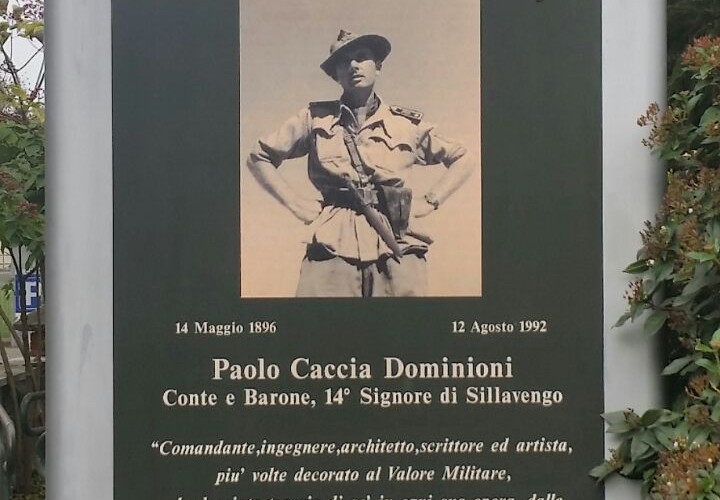 14 Maggio 1896 12 Agosto 1992
Paolo Caccia Dominioni
Conte e Barone, 14° Signore di Sillavengo
“Comandante,ingegnere,architetto,scrittore ed artista,
piu’ volte decorato al Valore Militare,